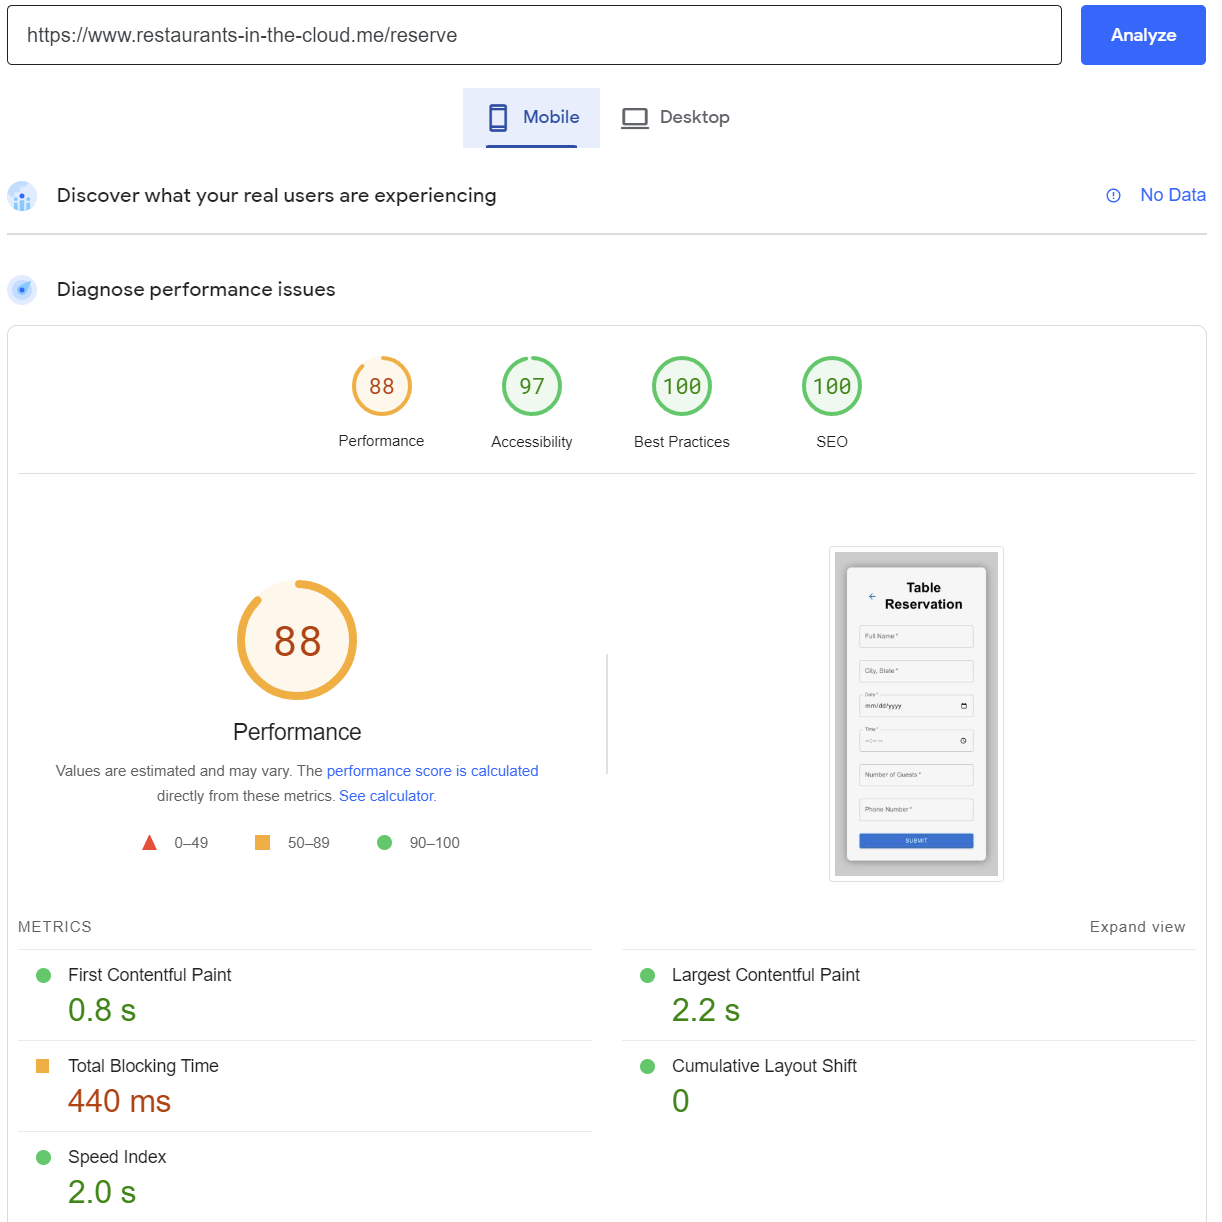 https://www.restaurants-in-the-cloud.me/reserve
Analyze
Mobile
Desktop
Discover what your real users are experiencing
No Data
Diagnose performance issues
88
97
100
100
Performance
Accessibility
Best Practices
SEO
88
Performance
Values are estimated and may vary. The performance score is calculated
directly from these metrics. See calculator.
0–49
50–89
90–100
Table
Reservation
Full Name *
City, State *
Date *
mm/dd/yyyy
Time *
--:-- --
Number of Guests *
Phone Number *
SUBMIT
METRICS
Expand view
First Contentful Paint
0.8 s
Largest Contentful Paint
2.2 s
Total Blocking Time
440 ms
Cumulative Layout Shift
0
Speed Index
2.0 s